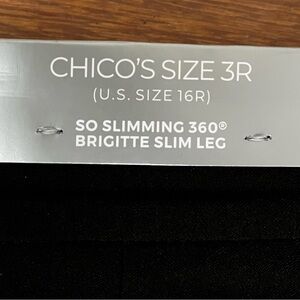 CHICO'S SIZE 3R
(U.S. SIZE 16R)
SO SLIMMING 360®
BRIGITTE SLIM LEG